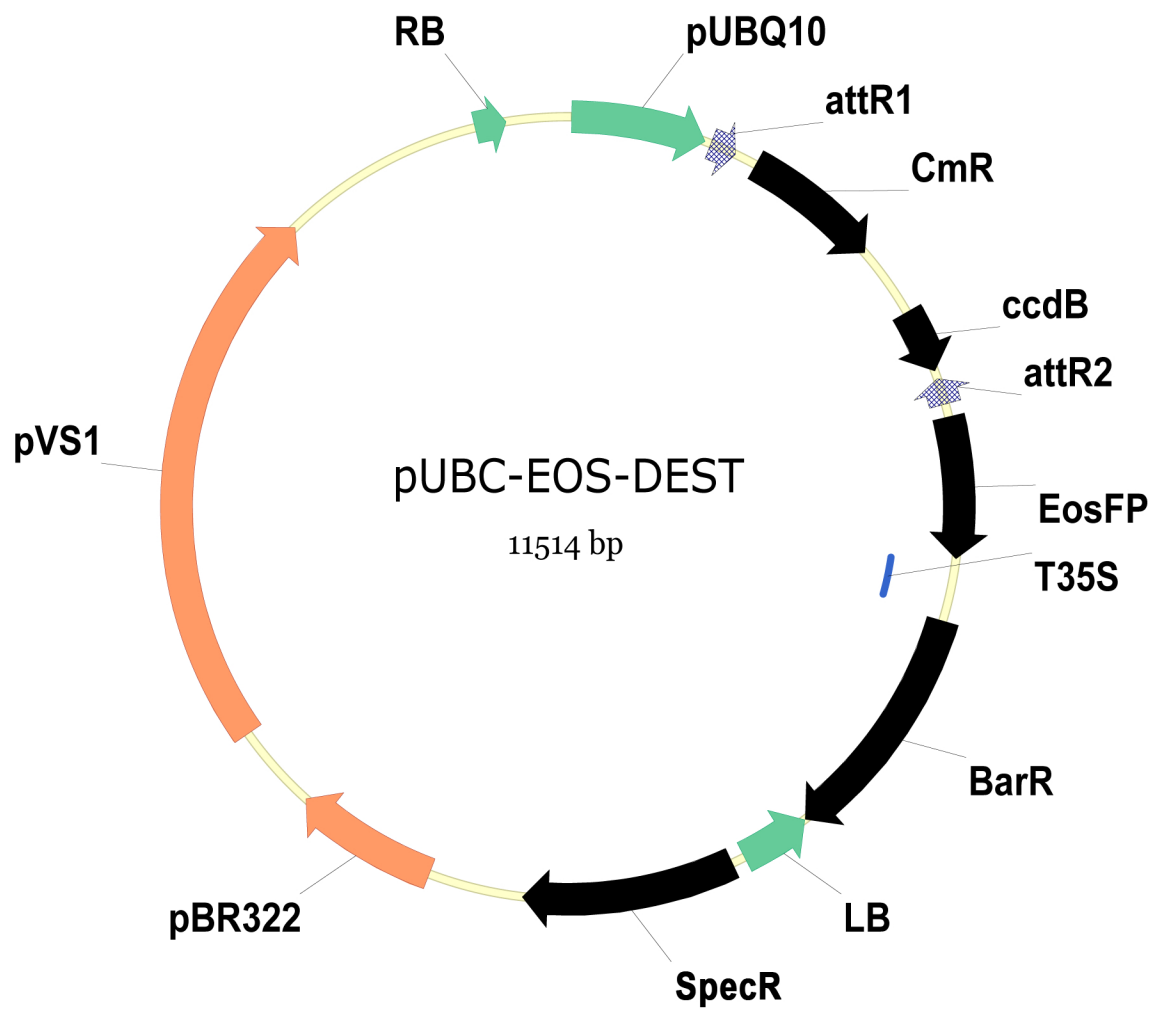 RB
pUBQ10
attR1
CmR
ccdB
attR2
pVS1
pUBC-EOS-DEST
11514 bp
EosFP
T35S
BarR
LB
pBR322
SpecR